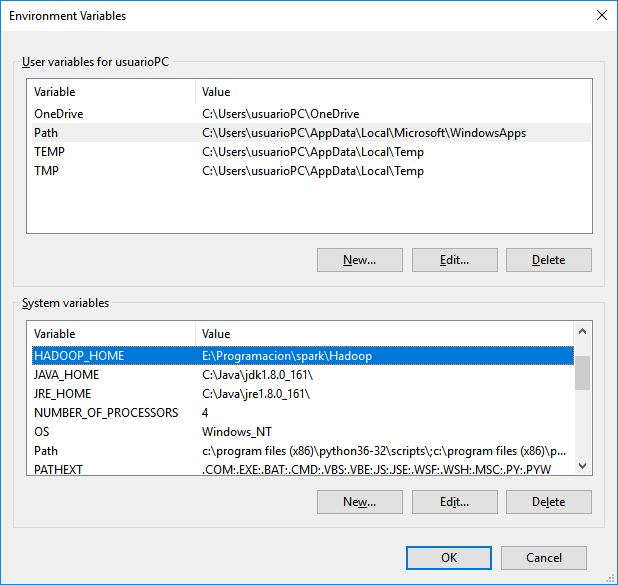 Environment Variables
User variables for usuarioPC
Variable Value
OneDrive C:\Users\usuarioPC\OneDrive
Path C:\Users\usuarioPC\AppData\Local\Microsoft\WindowsApps
TEMP C:\Users\usuarioPC\AppData\Local\Temp
TMP C:\Users\usuarioPC\AppData\Local\Temp
New... Edit... Delete
System variables
Variable Value
HADOOP_HOME E:\Programacion\spark\Hadoop
JAVA_HOME C:\Java\jdk1.8.0_161\
JRE_HOME C:\Java\jre1.8.0_161\
NUMBER_OF_PROCESSORS 4
OS Windows_NT
Path c:\program files (x86)\python36-32\scripts\;c:\program files (x86)\p...
PATHEXT .COM;.EXE;.BAT;.CMD;.VBS;.VBE;.JS;.JSE;.WSF;.WSH;.MSC;.PY;.PYW
New... Edit... Delete
OK Cancel